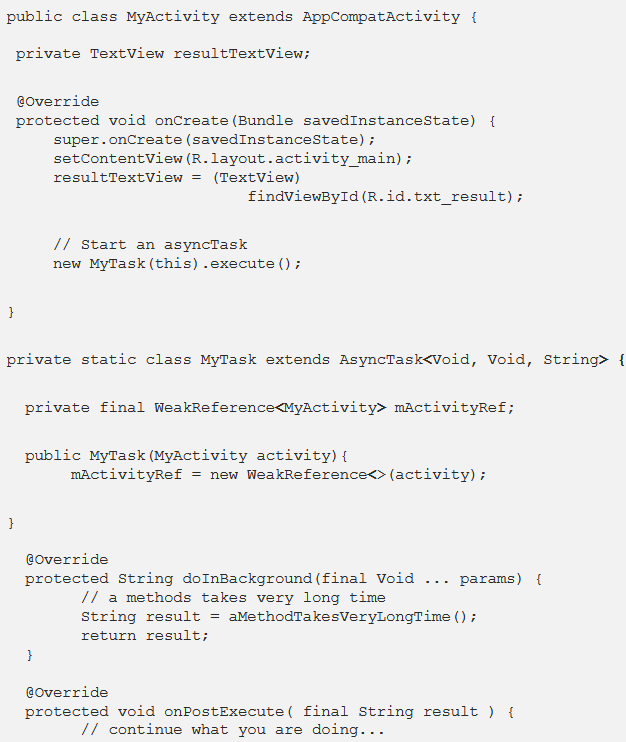 public class MyActivity extends AppCompatActivity {
private TextView resultTextView;
@Override
protected void onCreate(Bundle savedInstanceState) {
super.onCreate(savedInstanceState);
setContentView(R.layout.activity_main);
resultTextView = (TextView)
findViewById(R.id.txt_result);
// Start an asyncTask
new MyTask(this).execute();
}
private static class MyTask extends AsyncTask<Void, Void, String> {
private final WeakReference<MyActivity> mActivityRef;
public MyTask(MyActivity activity){
mActivityRef = new WeakReference<>(activity);
}
@Override
protected String doInBackground(final Void ... params) {
// a methods takes very long time
String result = aMethodTakesVeryLongTime();
return result;
}
@Override
protected void onPostExecute( final String result ) {
// continue what you are doing...